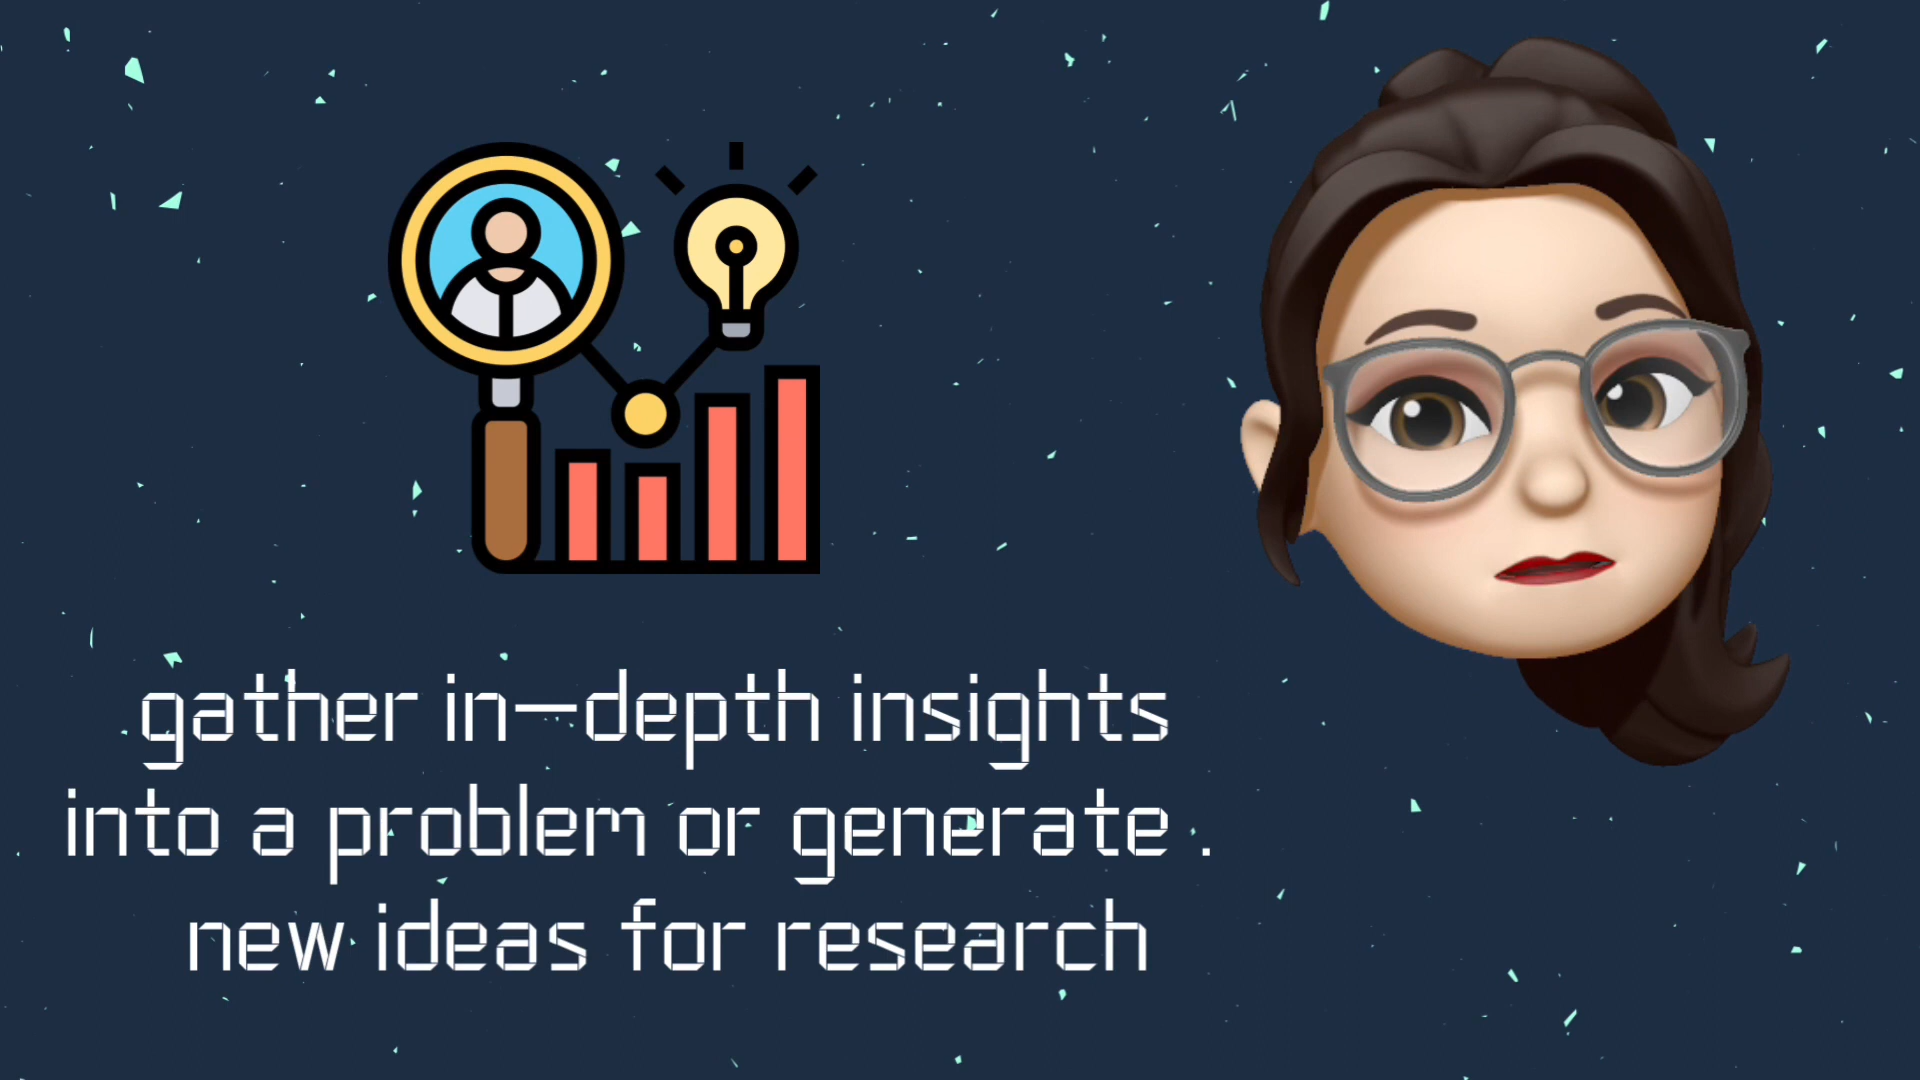 gather in-depth insights
into a problem or generate .
new ideas for research